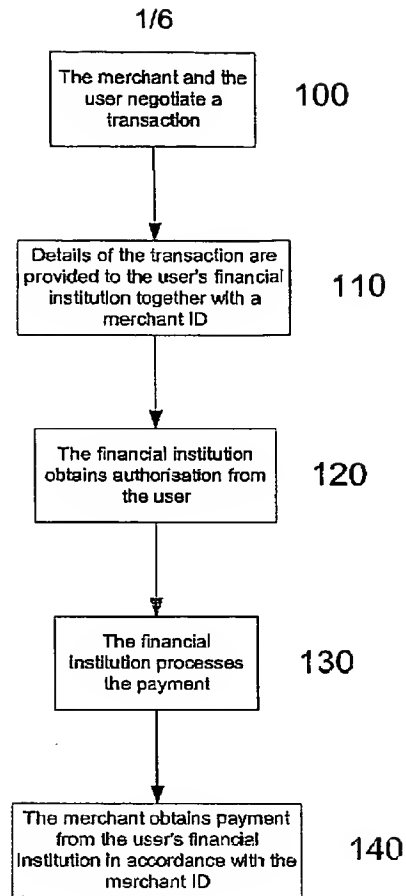 1/6
The merchant and the
user negotiate a
transaction
100
Details of the transaction are
provided to the user's financial
institution together with a
merchant ID
110
The financial institution
obtains authorisation from
the user
120
The financial
institution processes
the payment
130
The merchant obtains payment
from the user's financial
institution in accordance with the
merchant ID
140